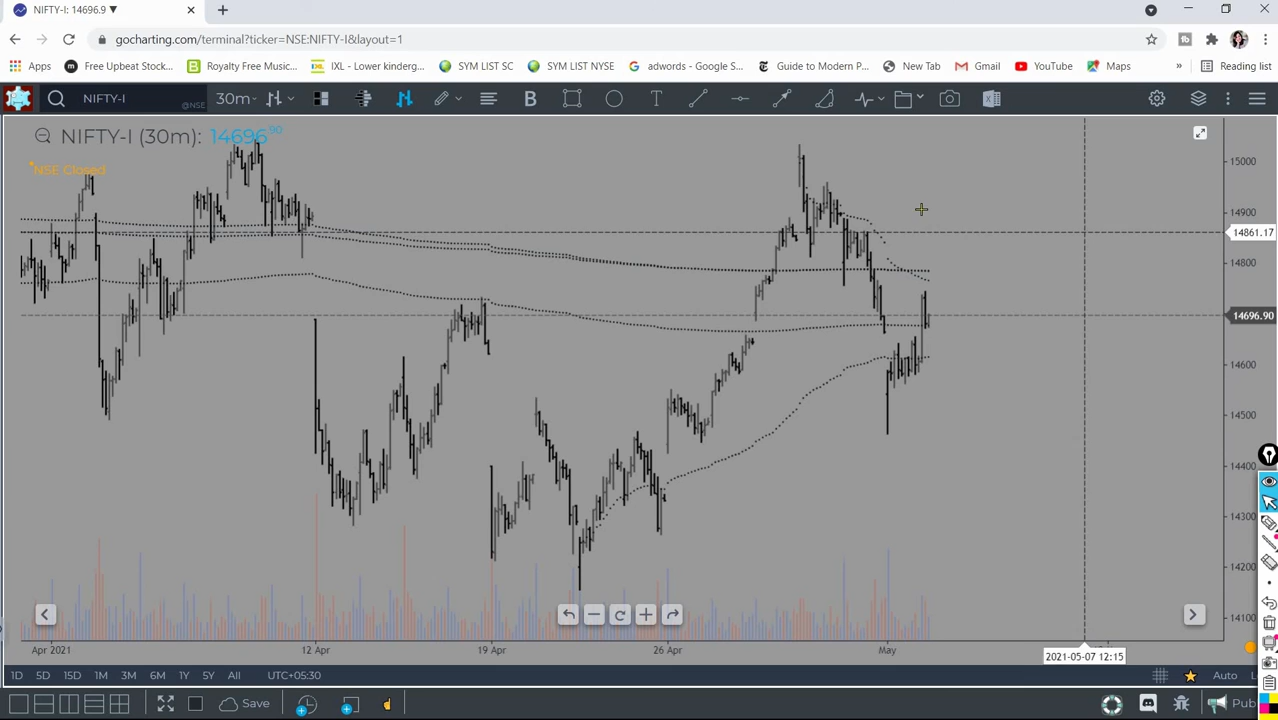 NIFTY-I: 14696.9 ▼
gocharting.com/terminal?ticker=NSE:NIFTY-I&layout=1
Apps
Free Upbeat Stock...
Royalty Free Music...
IXL - Lower kinderg...
SYM LIST SC
SYM LIST NYSE
adwords - Google S...
Guide to Modern P...
New Tab
Gmail
YouTube
Maps
»
Reading list
NIFTY-I
@NSE
30m
B
T
NIFTY-I (30m): 14696⁹⁰
NSE Closed
15000
14900
14861.17
14800
14696.90
14600
14500
14400
14300
14200
14100
Apr 2021
12 Apr
19 Apr
26 Apr
May
2021-05-07 12:15
1D
5D
15D
1M
3M
6M
1Y
5Y
All
UTC+05:30
Auto
Save
Pub